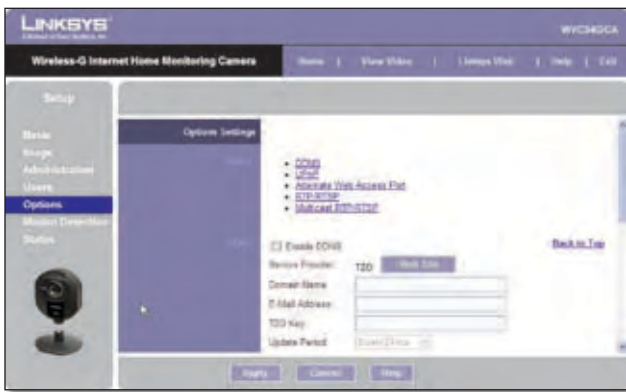 LINKSYS
WVC54GCA
Wireless-G Internet Home Monitoring Camera
Home | View Video | Linksys Web | Help | Exit
Setup
Basic
Image
Administration
Users
Options
Motion Detection
Status
Options Settings
DDNS
UPnP
Alternate Web Access Port
RTP/RTSP
Multicast RTP/RTSP
Enable DDNS
Back to Top
Service Provider: TZO Web Site
Domain Name
E-Mail Address:
TZO Key:
Update Period:
Apply Cancel Help